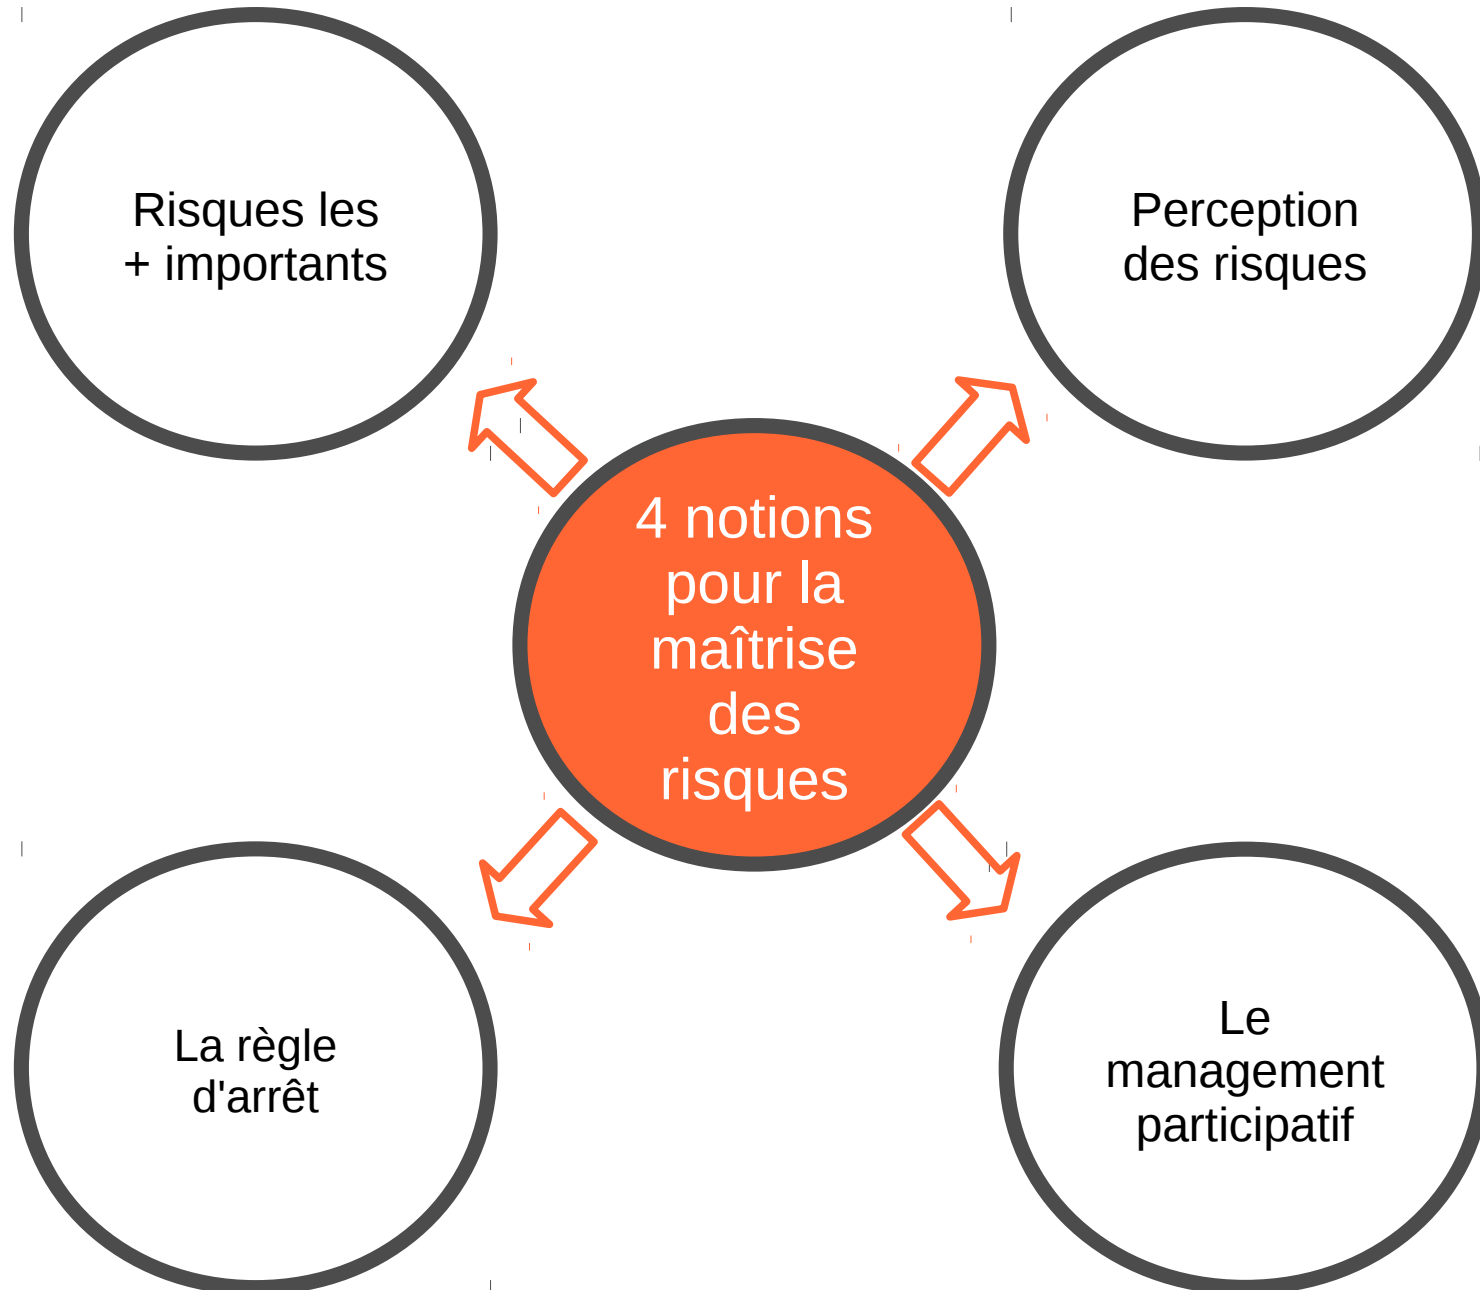 Risques les
+ importants
Perception
des risques
4 notions
pour la
maîtrise
des
risques
La règle
d'arrêt
Le
management
participatif